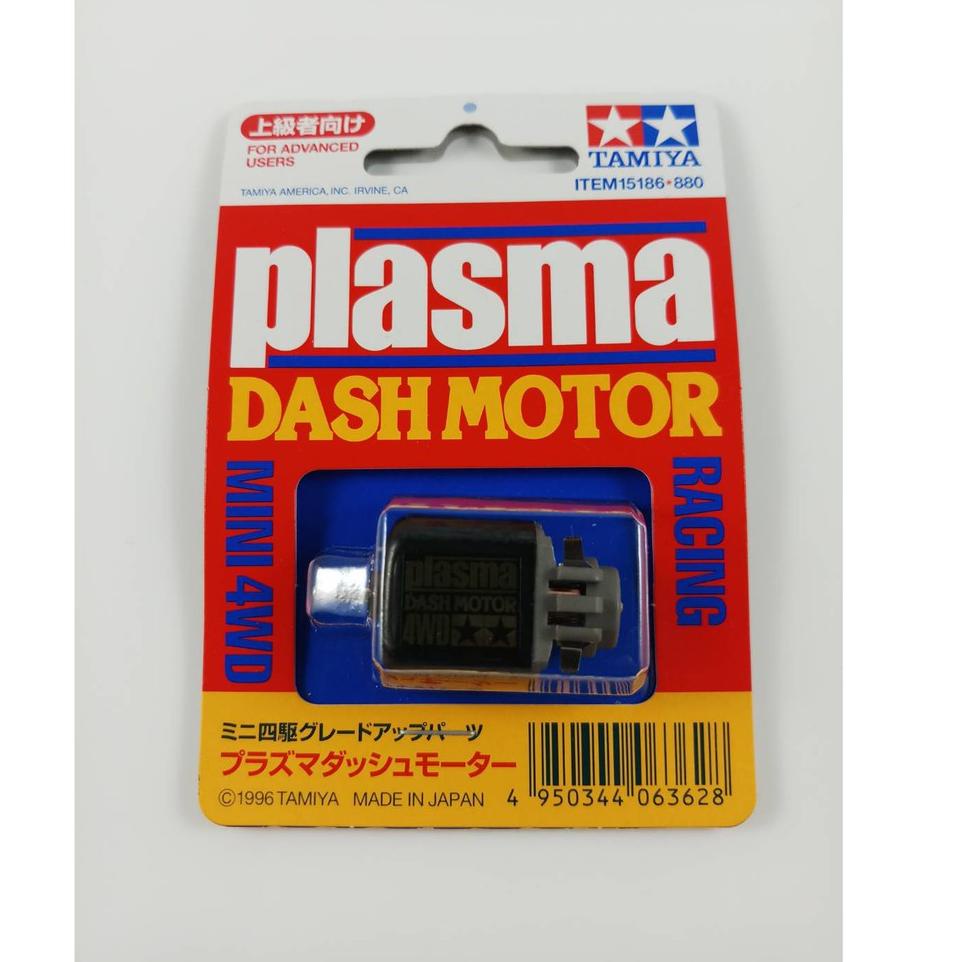 上級者向け
FOR ADVANCED
USERS
TAMIYA AMERICA, INC. IRVINE, CA
TAMIYA
ITEM15186★880
plasma
DASH MOTOR
MINI 4WD
RACING
plasma
DASH MOTOR
4WD
ミニ四駆グレードアップパーツ
プラズマダッシュモーター
©1996 TAMIYA MADE IN JAPAN
4 950344 063628